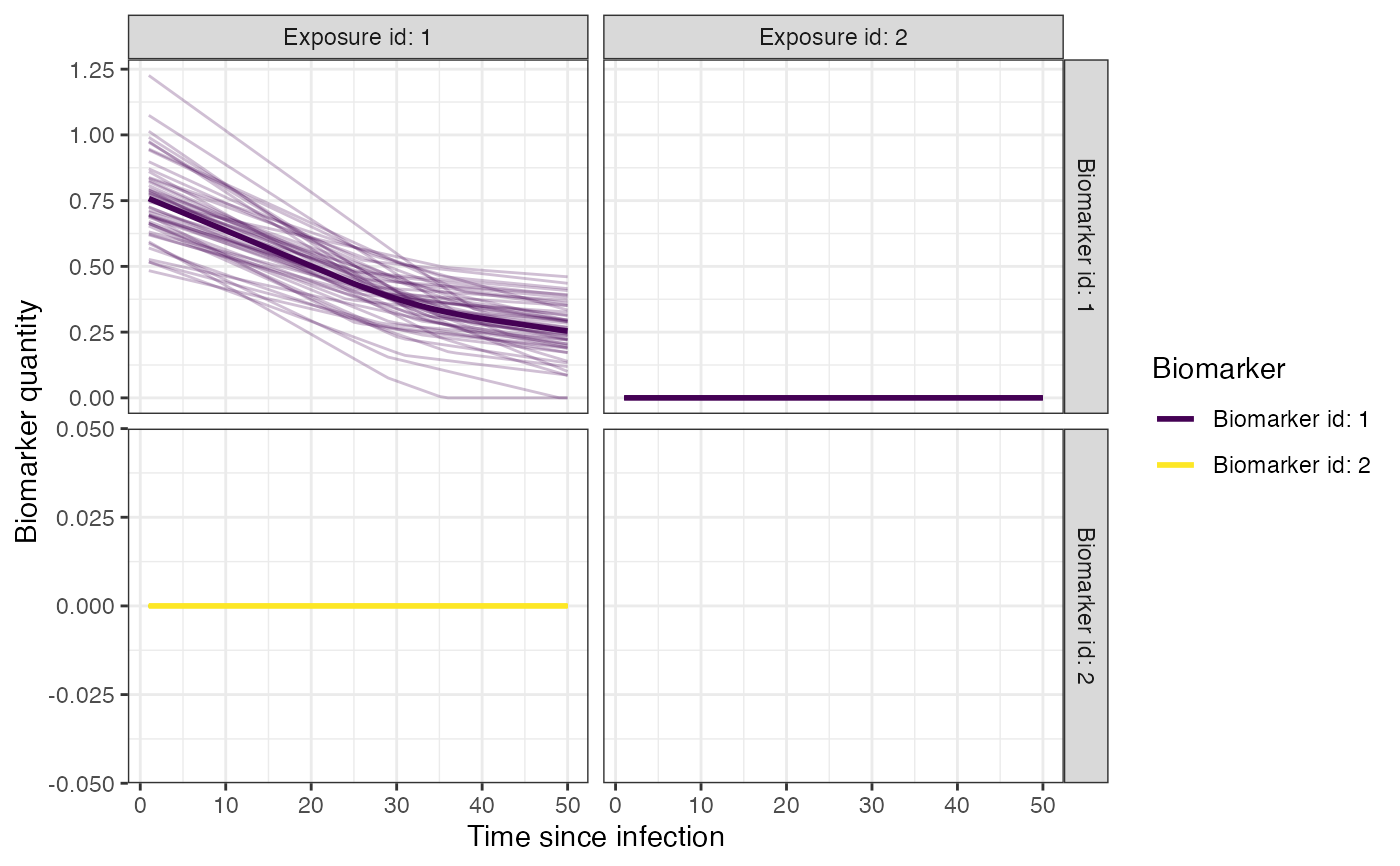 Exposure id: 1
Exposure id: 2
1.25
1.00
0.75
0.50
0.25
0.00
Biomarker id: 1
0.050
0.025
0.000
-0.025
-0.050
Biomarker id: 2
0 10 20 30 40 50
0 10 20 30 40 50
Time since infection
Biomarker quantity
Biomarker
Biomarker id: 1
Biomarker id: 2